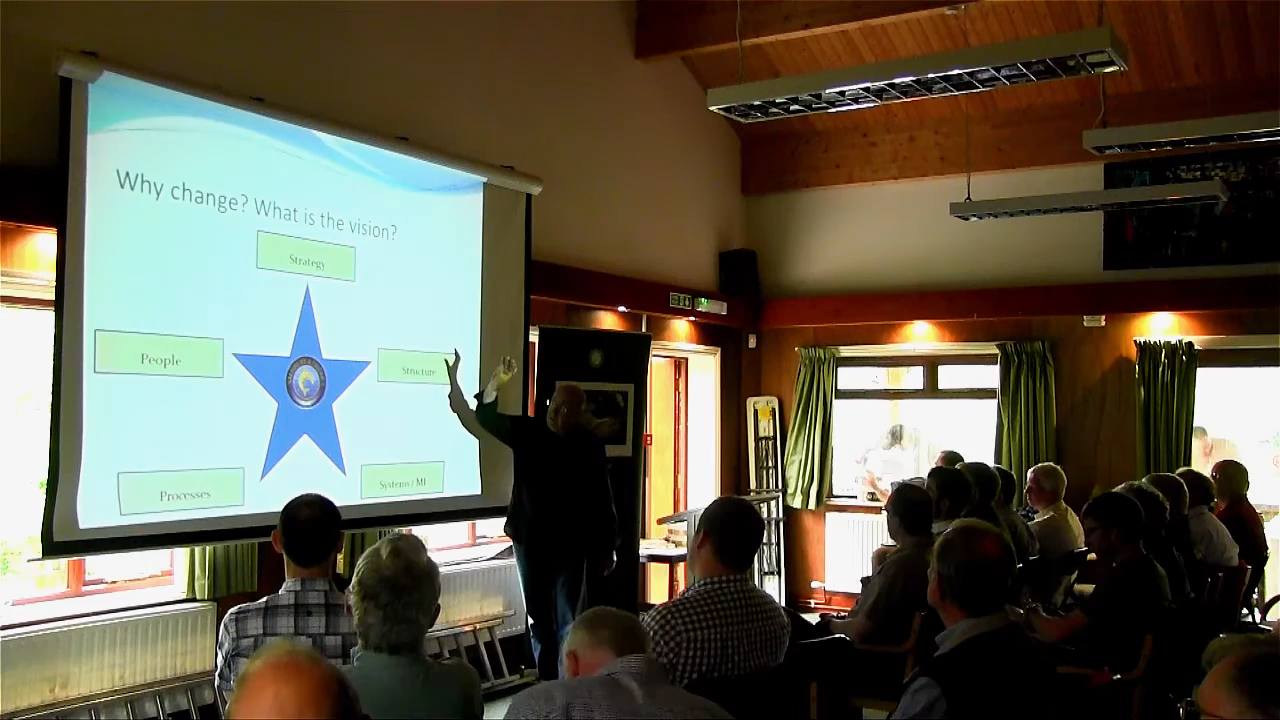 Why change? What is the vision?
Strategy
People
Structure
Processes
Systems / MI